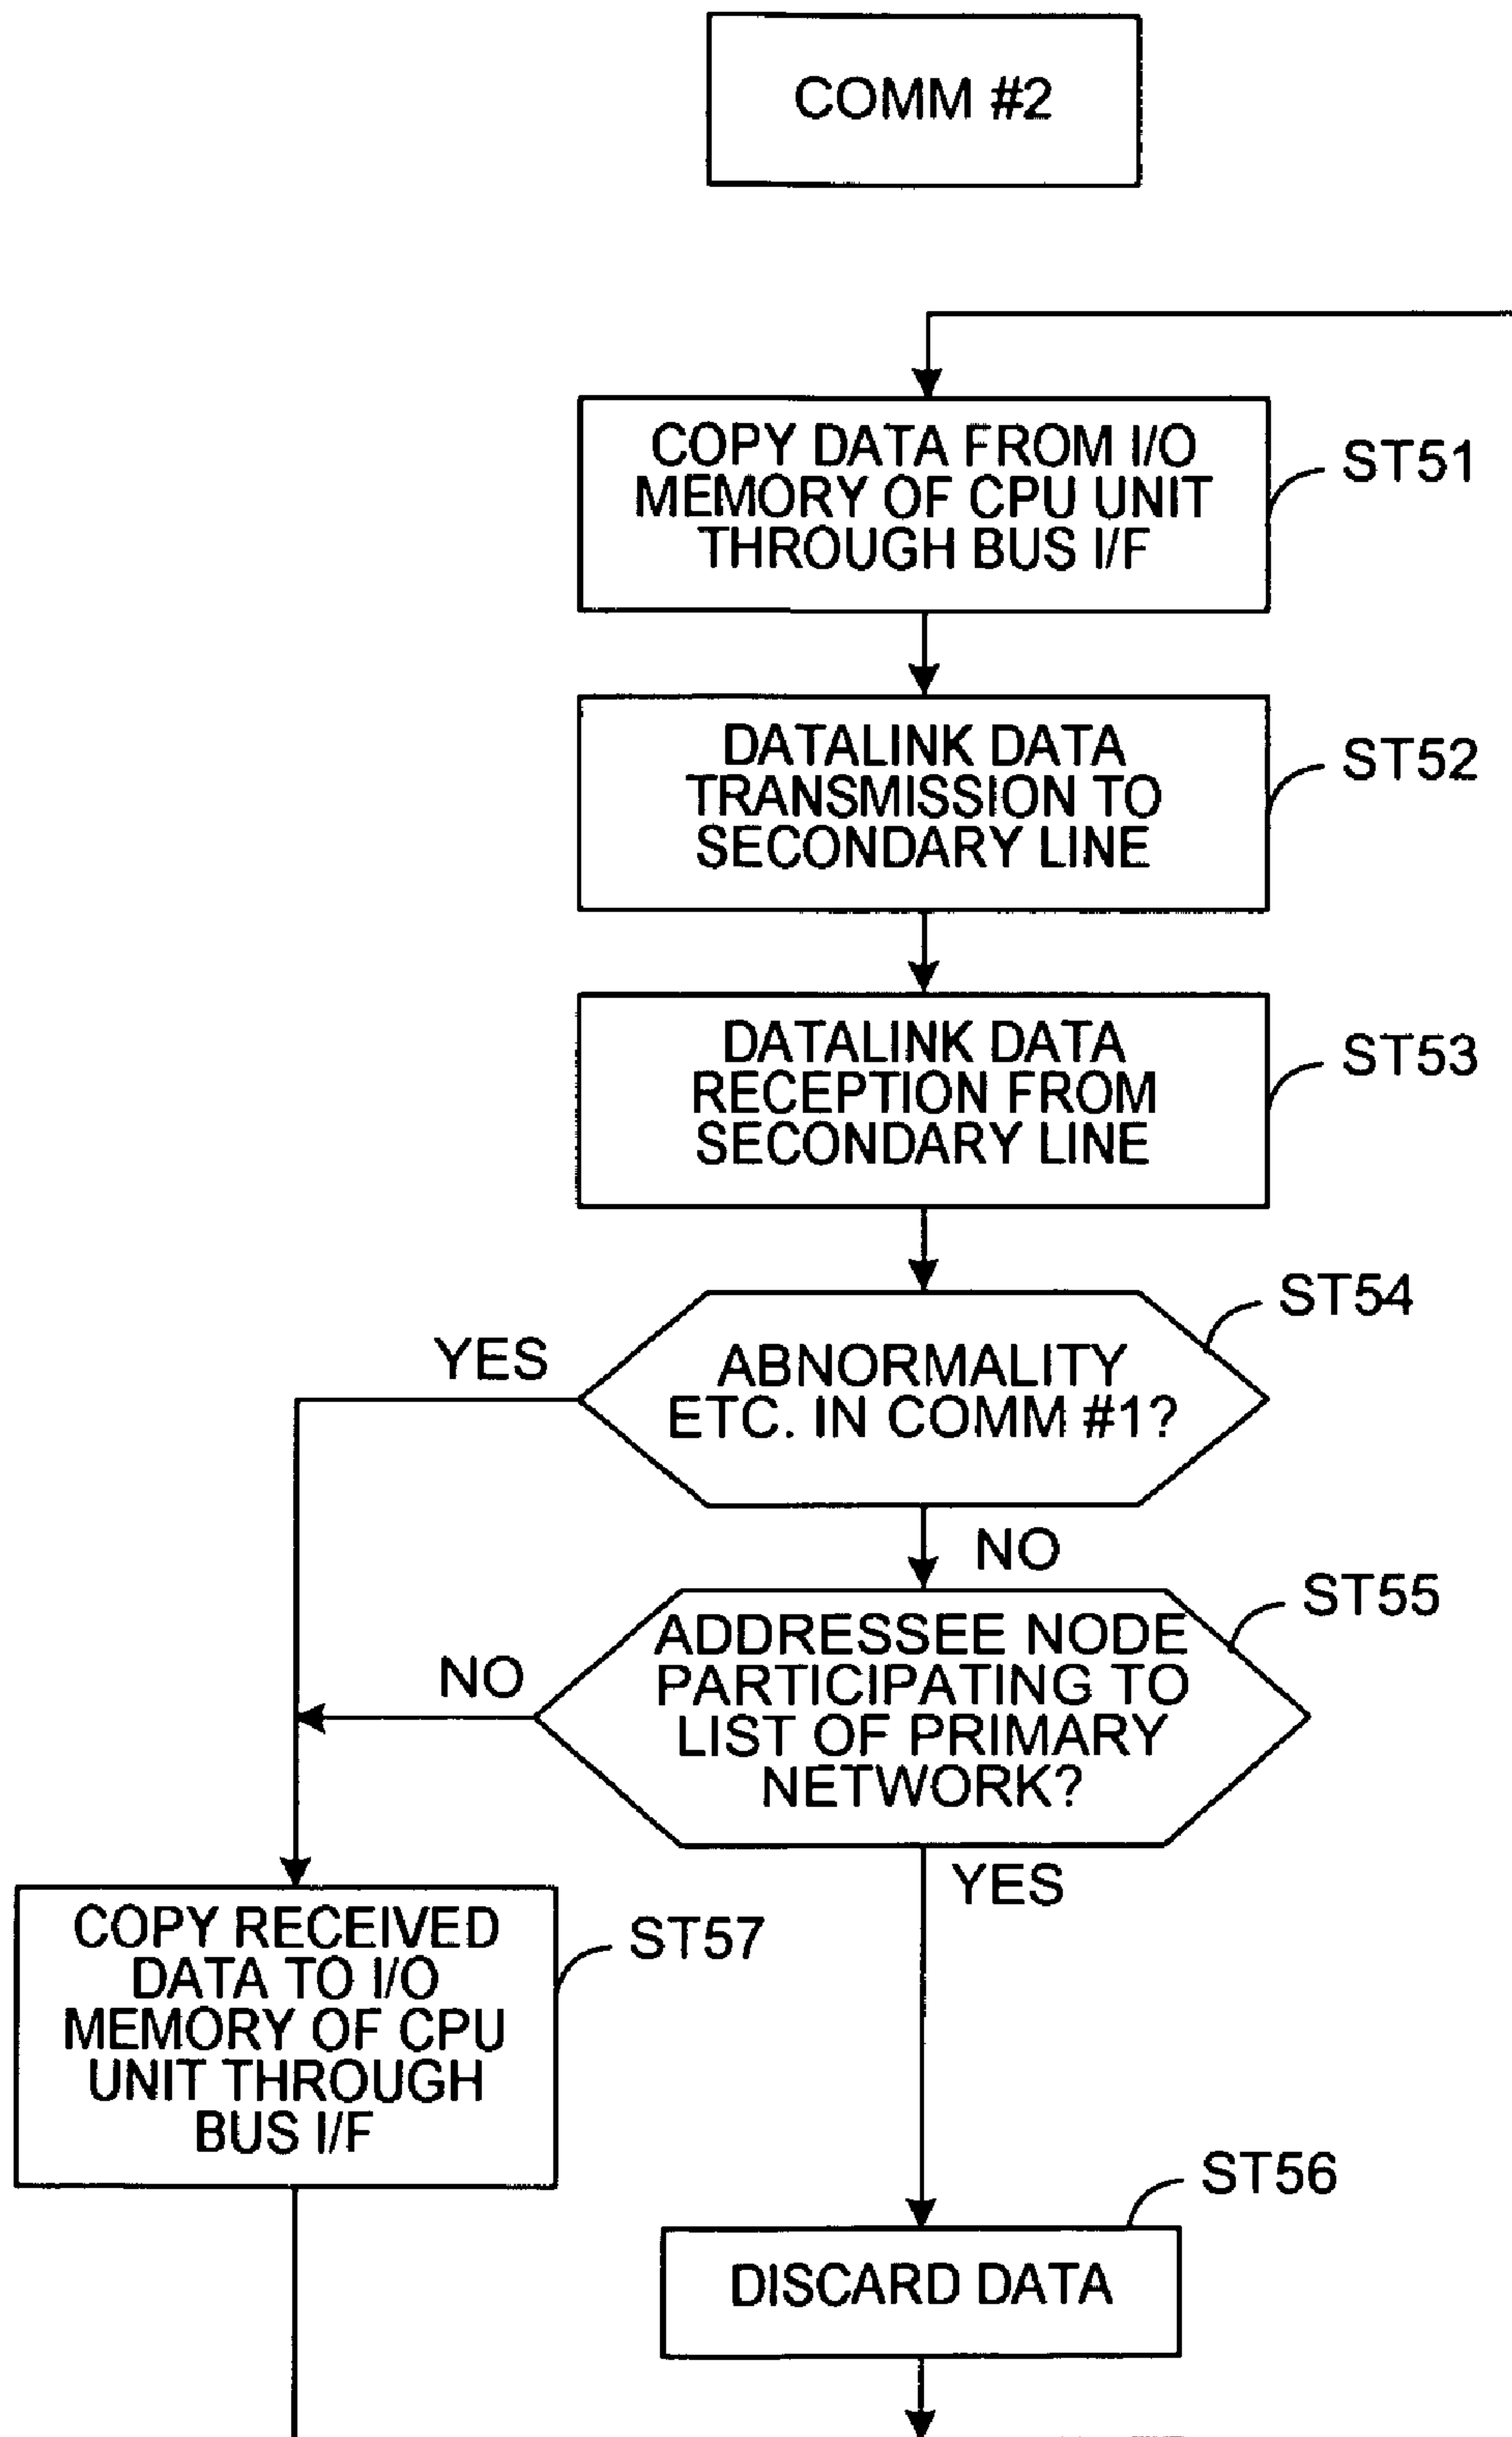 COMM #2
COPY DATA FROM I/O
MEMORY OF CPU UNIT
THROUGH BUS I/F
ST51
DATALINK DATA
TRANSMISSION TO
SECONDARY LINE
ST52
DATALINK DATA
RECEPTION FROM
SECONDARY LINE
ST53
ST54
YES
ABNORMALITY
ETC. IN COMM #1?
NO
ST55
ADDRESSEE NODE
PARTICIPATING TO
LIST OF PRIMARY
NETWORK?
NO
YES
COPY RECEIVED
DATA TO I/O
MEMORY OF CPU
UNIT THROUGH
BUS I/F
ST57
ST56
DISCARD DATA